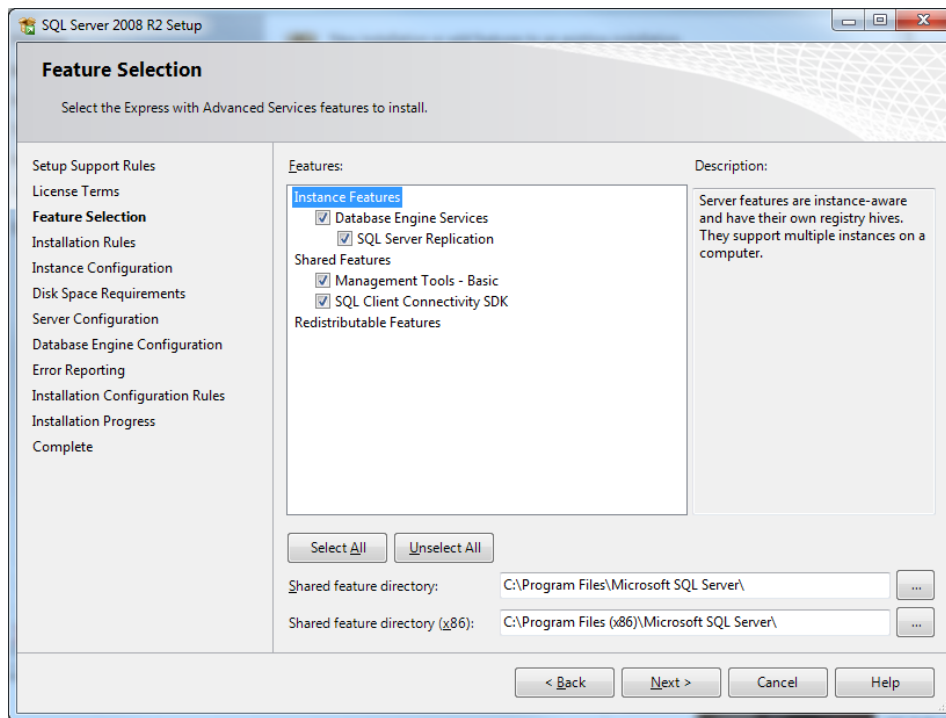 SQL Server 2008 R2 Setup
Feature Selection
Select the Express with Advanced Services features to install.
Setup Support Rules
License Terms
Feature Selection
Installation Rules
Instance Configuration
Disk Space Requirements
Server Configuration
Database Engine Configuration
Error Reporting
Installation Configuration Rules
Installation Progress
Complete
Features:
Instance Features
Database Engine Services
SQL Server Replication
Shared Features
Management Tools - Basic
SQL Client Connectivity SDK
Redistributable Features
Description:
Server features are instance-aware
and have their own registry hives.
They support multiple instances on a
computer.
Select All
Unselect All
Shared feature directory:
C:\Program Files\Microsoft SQL Server\
...
Shared feature directory (x86):
C:\Program Files (x86)\Microsoft SQL Server\
...
< Back
Next >
Cancel
Help